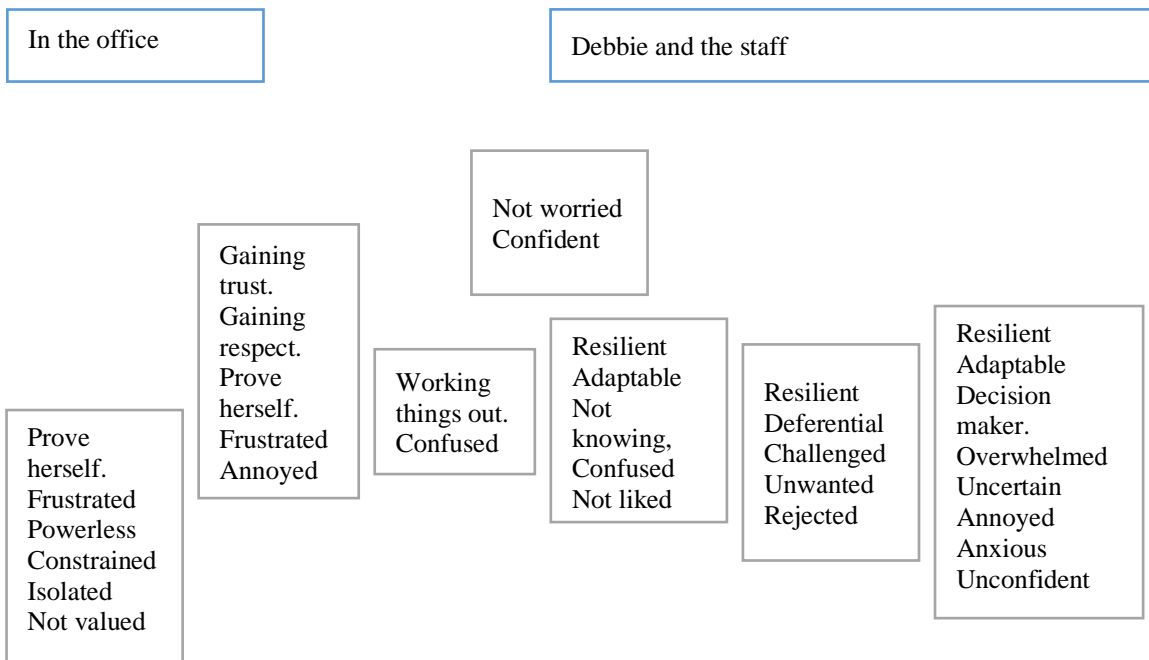 In the office
Debbie and the staff
Not worried
Confident
Gaining
trust.
Gaining
respect.
Prove
herself.
Frustrated
Annoyed
Working
things out.
Confused
Resilient
Adaptable
Not
knowing,
Confused
Not liked
Resilient
Deferential
Challenged
Unwanted
Rejected
Resilient
Adaptable
Decision
maker.
Overwhelmed
Uncertain
Annoyed
Anxious
Unconfident
Prove
herself.
Frustrated
Powerless
Constrained
Isolated
Not valued